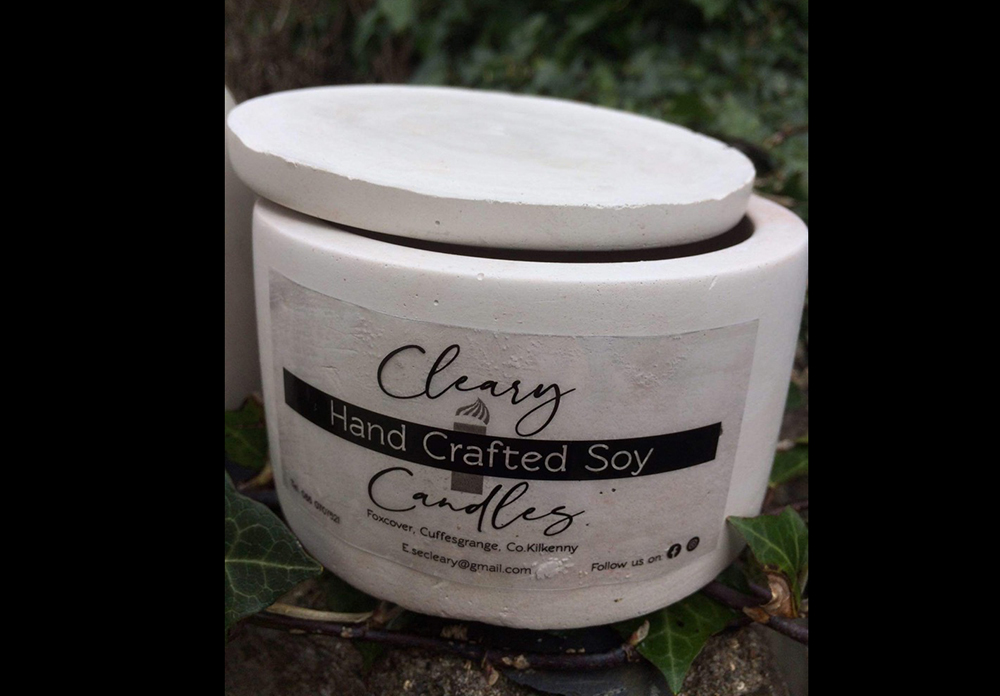 Cleary
Hand Crafted Soy
Candles
Foxcover, Cuffesgrange, Co.Kilkenny
E.secleary@gmail.com
Follow us on